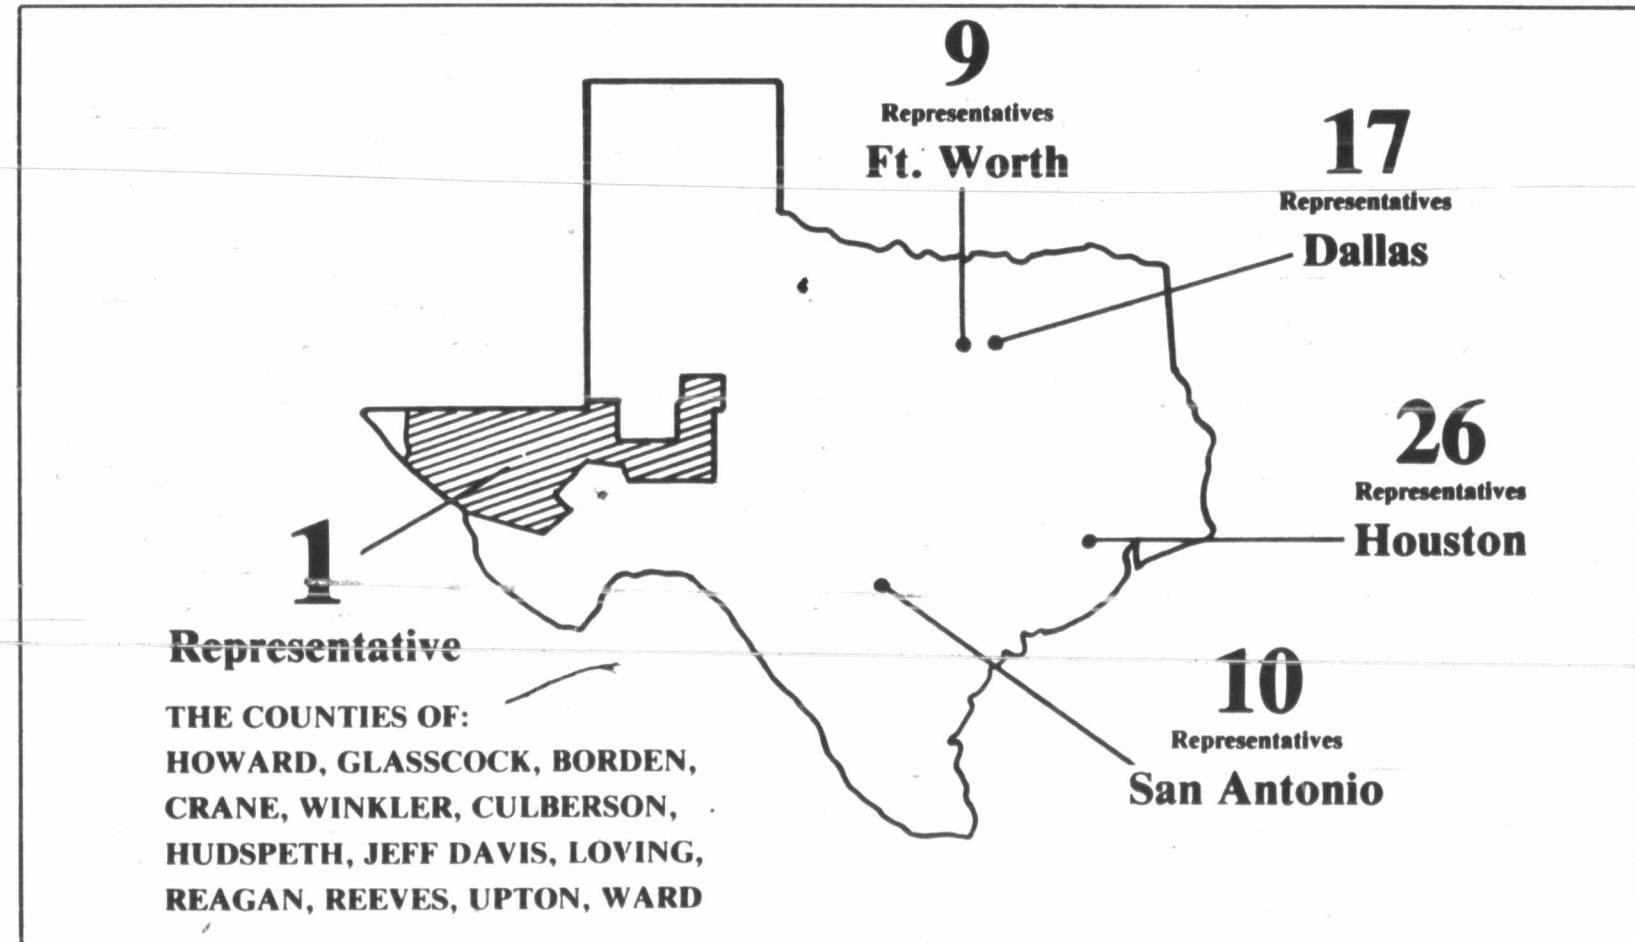 9
Representatives
Ft. Worth
17
Representatives
Dallas
26
Representatives
Houston
1
Representative
THE COUNTIES OF:
HOWARD, GLASSCOCK, BORDEN,
CRANE, WINKLER, CULBERSON,
HUDSPETH, JEFF DAVIS, LOVING,
REAGAN, REEVES, UPTON, WARD
10
Representatives
San Antonio